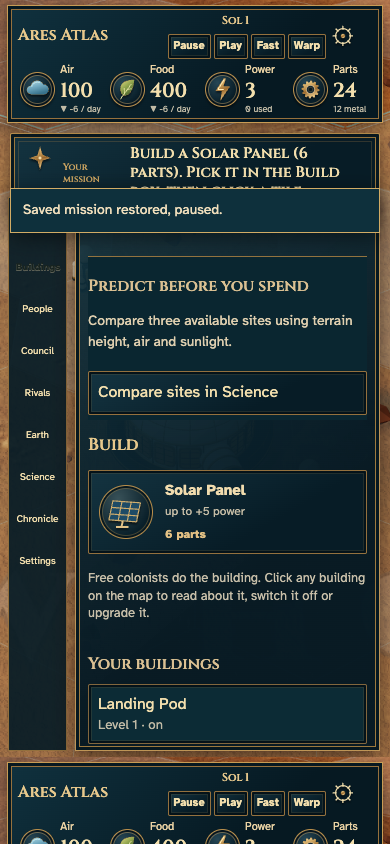 Sol 1
Ares Atlas
Pause Play Fast Warp
Air Food Power Parts
100 400 3 24
▼ -6 / day ▼ -6 / day 0 used 12 metal
Build a Solar Panel (6
Your mission
parts). Pick it in the Build
Saved mission restored, paused.
Buildings
People
Council
Rivals
Earth
Science
Chronicle
Settings
Predict before you spend
Compare three available sites using terrain
height, air and sunlight.
Compare sites in Science
Build
Solar Panel
up to +5 power
6 parts
Free colonists do the building. Click any building
on the map to read about it, switch it off or
upgrade it.
Your buildings
Landing Pod
Level 1 · on
Sol 1
Ares Atlas
Pause Play Fast Warp
Air Food Power Parts